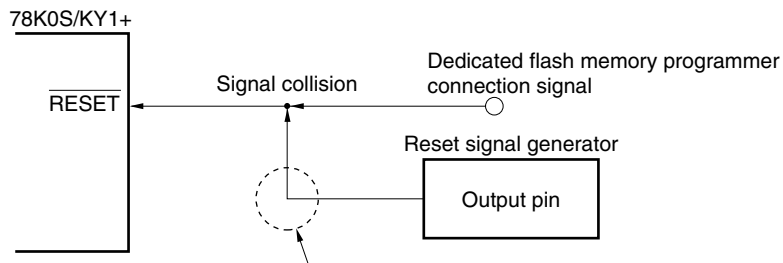 78K0S/KY1+
Dedicated flash memory programmer
connection signal
Signal collision
RESET
Reset signal generator
Output pin